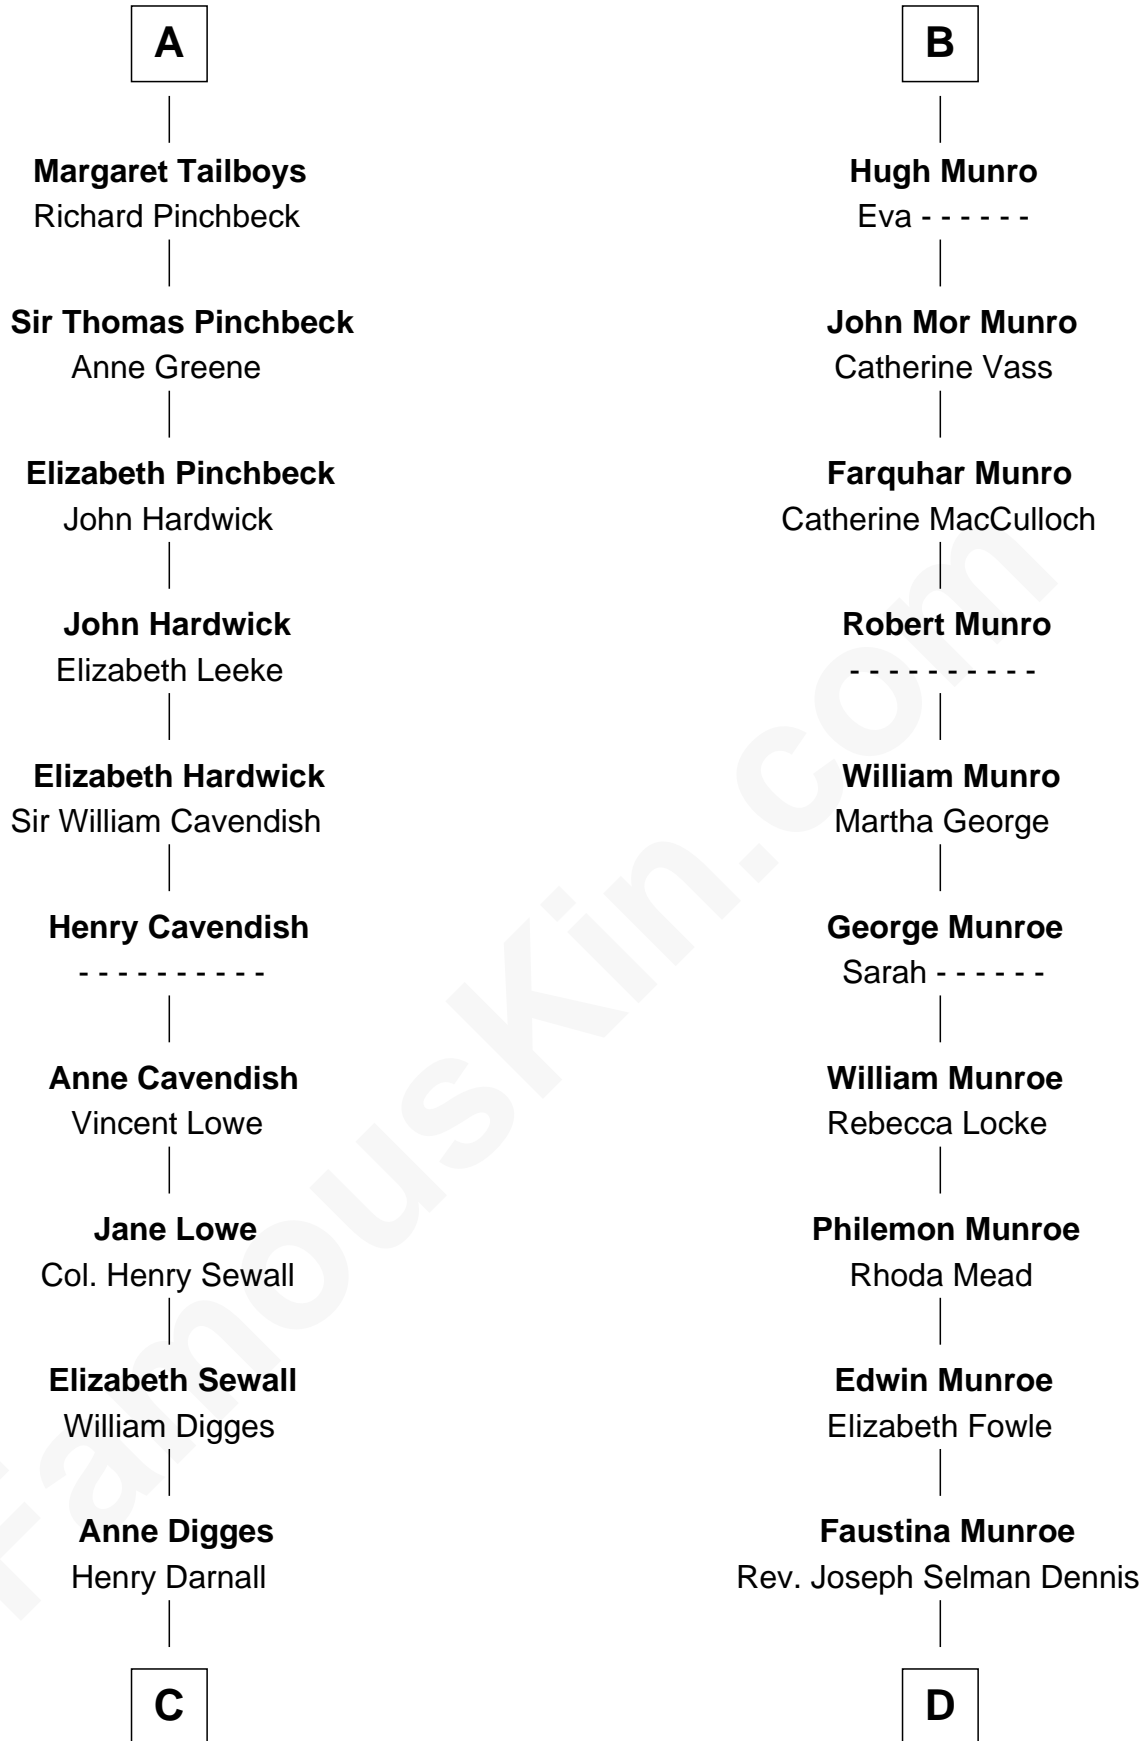 A
Margaret Tailboys
Richard Pinchbeck
Sir Thomas Pinchbeck
Anne Greene
Elizabeth Pinchbeck
John Hardwick
John Hardwick
Elizabeth Leeke
Elizabeth Hardwick
Sir William Cavendish
Henry Cavendish
- - - - - - - - - -
Anne Cavendish
Vincent Lowe
Jane Lowe
Col. Henry Sewall
Elizabeth Sewall
William Digges
Anne Digges
Henry Darnall
C
B
Hugh Munro
Eva - - - - - -
John Mor Munro
Catherine Vass
Farquhar Munro
Catherine MacCulloch
Robert Munro
- - - - - - - - - -
William Munro
Martha George
George Munroe
Sarah - - - - - -
William Munroe
Rebecca Locke
Philemon Munroe
Rhoda Mead
Edwin Munroe
Elizabeth Fowle
Faustina Munroe
Rev. Joseph Selman Dennis
D
FamousKin.com